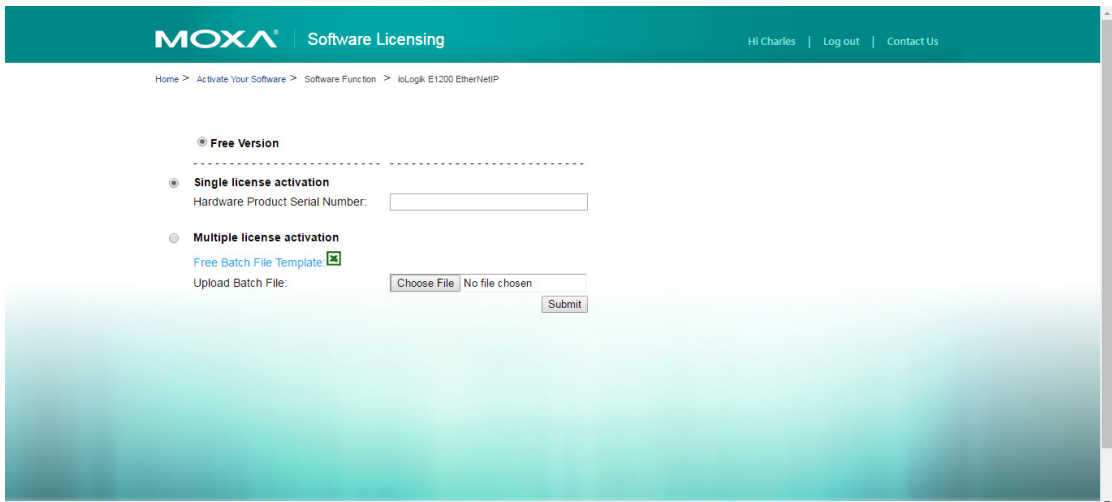 MOXA® Software Licensing Hi Charles | Log out | Contact Us
Home > Activate Your Software > Software Function > ioLogik E1200 EtherNetIP
Free Version
Single license activation
Hardware Product Serial Number:
Multiple license activation
Free Batch File Template:
Upload Batch File: Choose File No file chosen
Submit